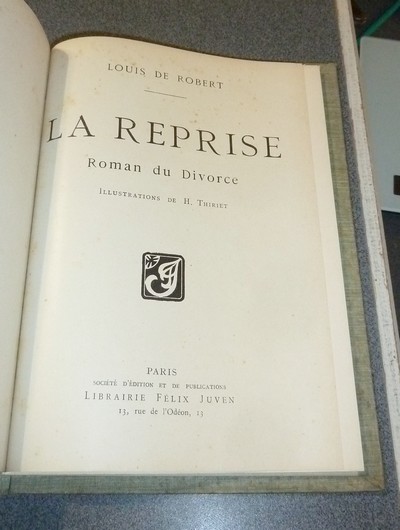 LOUIS DE ROBERT
LA REPRISE
Roman du Divorce
ILLUSTRATIONS DE H. THIRIET
PARIS
SOCIÉTÉ D'ÉDITION ET DE PUBLICATIONS
LIBRAIRIE FÉLIX JUVEN
13, rue de l'Odéon, 13